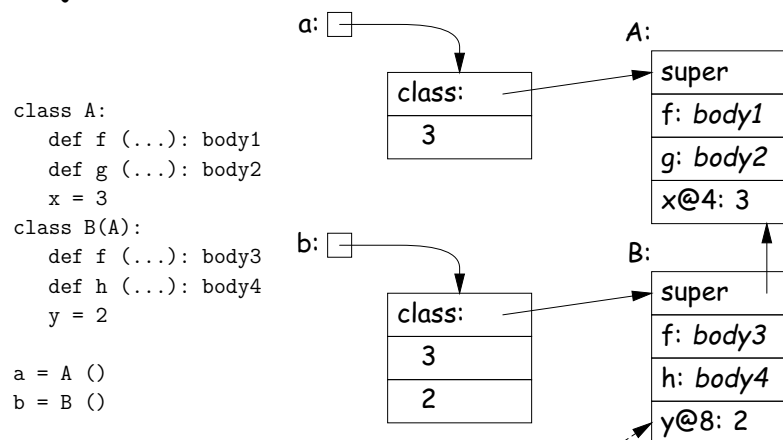 class A:
def f (...): body1
def g (...): body2
x = 3
class B(A):
def f (...): body3
def h (...): body4
y = 2
a = A ()
b = B ()
a:
class:
3
A:
super
f: body1
g: body2
x@4: 3
b:
class:
3
2
B:
super
f: body3
h: body4
y@8: 2